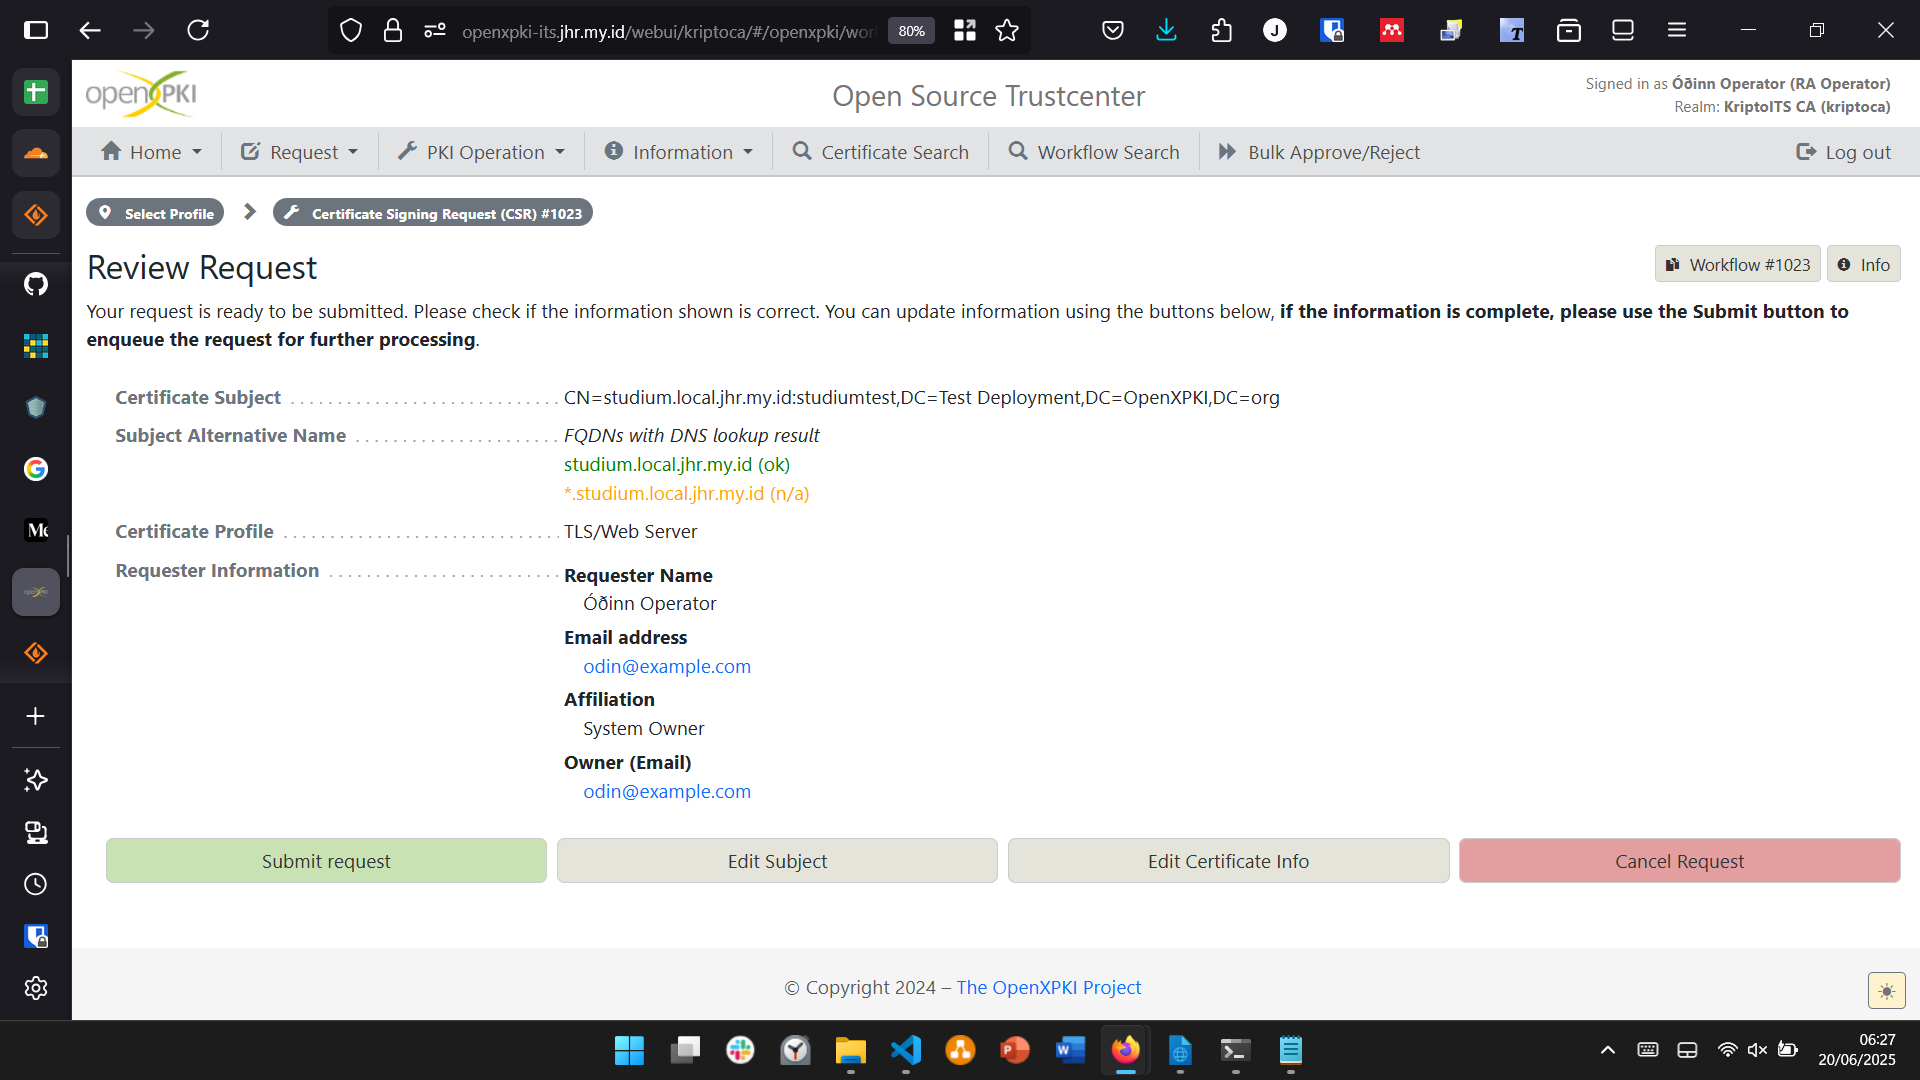 openxpki-its.jhr.my.id/webui/kriptoca/#/openxpki/wor
80%
J
T
openXPKI
Open Source Trustcenter
Signed in as Óðinn Operator (RA Operator)
Realm: KriptoITS CA (kriptoca)
Home
Request
PKI Operation
Information
Certificate Search
Workflow Search
Bulk Approve/Reject
Log out
Select Profile
Certificate Signing Request (CSR) #1023
Review Request
Workflow #1023
Info
Your request is ready to be submitted. Please check if the information shown is correct. You can update information using the buttons below, if the information is complete, please use the Submit button to
enqueue the request for further processing.
Certificate Subject
CN=studium.local.jhr.my.id:studiumtest,DC=Test Deployment,DC=OpenXPKI,DC=org
Subject Alternative Name
FQDNs with DNS lookup result
studium.local.jhr.my.id (ok)
*.studium.local.jhr.my.id (n/a)
Certificate Profile
TLS/Web Server
Requester Information
Requester Name
Óðinn Operator
Email address
odin@example.com
Affiliation
System Owner
Owner (Email)
odin@example.com
Submit request
Edit Subject
Edit Certificate Info
Cancel Request
© Copyright 2024 – The OpenXPKI Project
06:27
20/06/2025